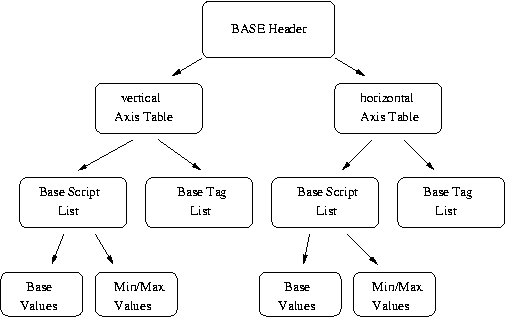 BASE Header
vertical
Axis Table
horizontal
Axis Table
Base Script
List
Base Tag
List
Base Script
List
Base Tag
List
Base
Values
Min/Max
Values
Base
Values
Min/Max
Values